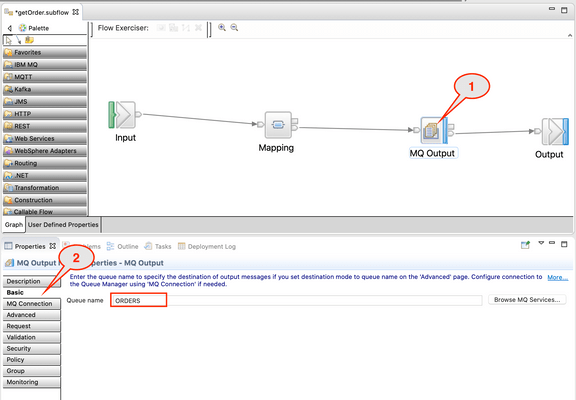 *getOrder.subflow
Palette
Flow Exerciser:
Favorites
IBM MQ
MQTT
Kafka
JMS
HTTP
REST
Web Services
WebSphere Adapters
Routing
.NET
Transformation
Construction
Callable Flow
Input
Mapping
1
MQ Output
Output
Graph
User Defined Properties
Properties
Outline
Tasks
Deployment Log
MQ Output
Properties - MQ Output
2
Description
Basic
MQ Connection
Advanced
Request
Validation
Security
Policy
Group
Monitoring
Enter the queue name to specify the destination of output messages if you set destination mode to queue name on the 'Advanced' page. Configure connection to
the Queue Manager using 'MQ Connection' if needed.
More...
Queue name
ORDERS
Browse MQ Services...